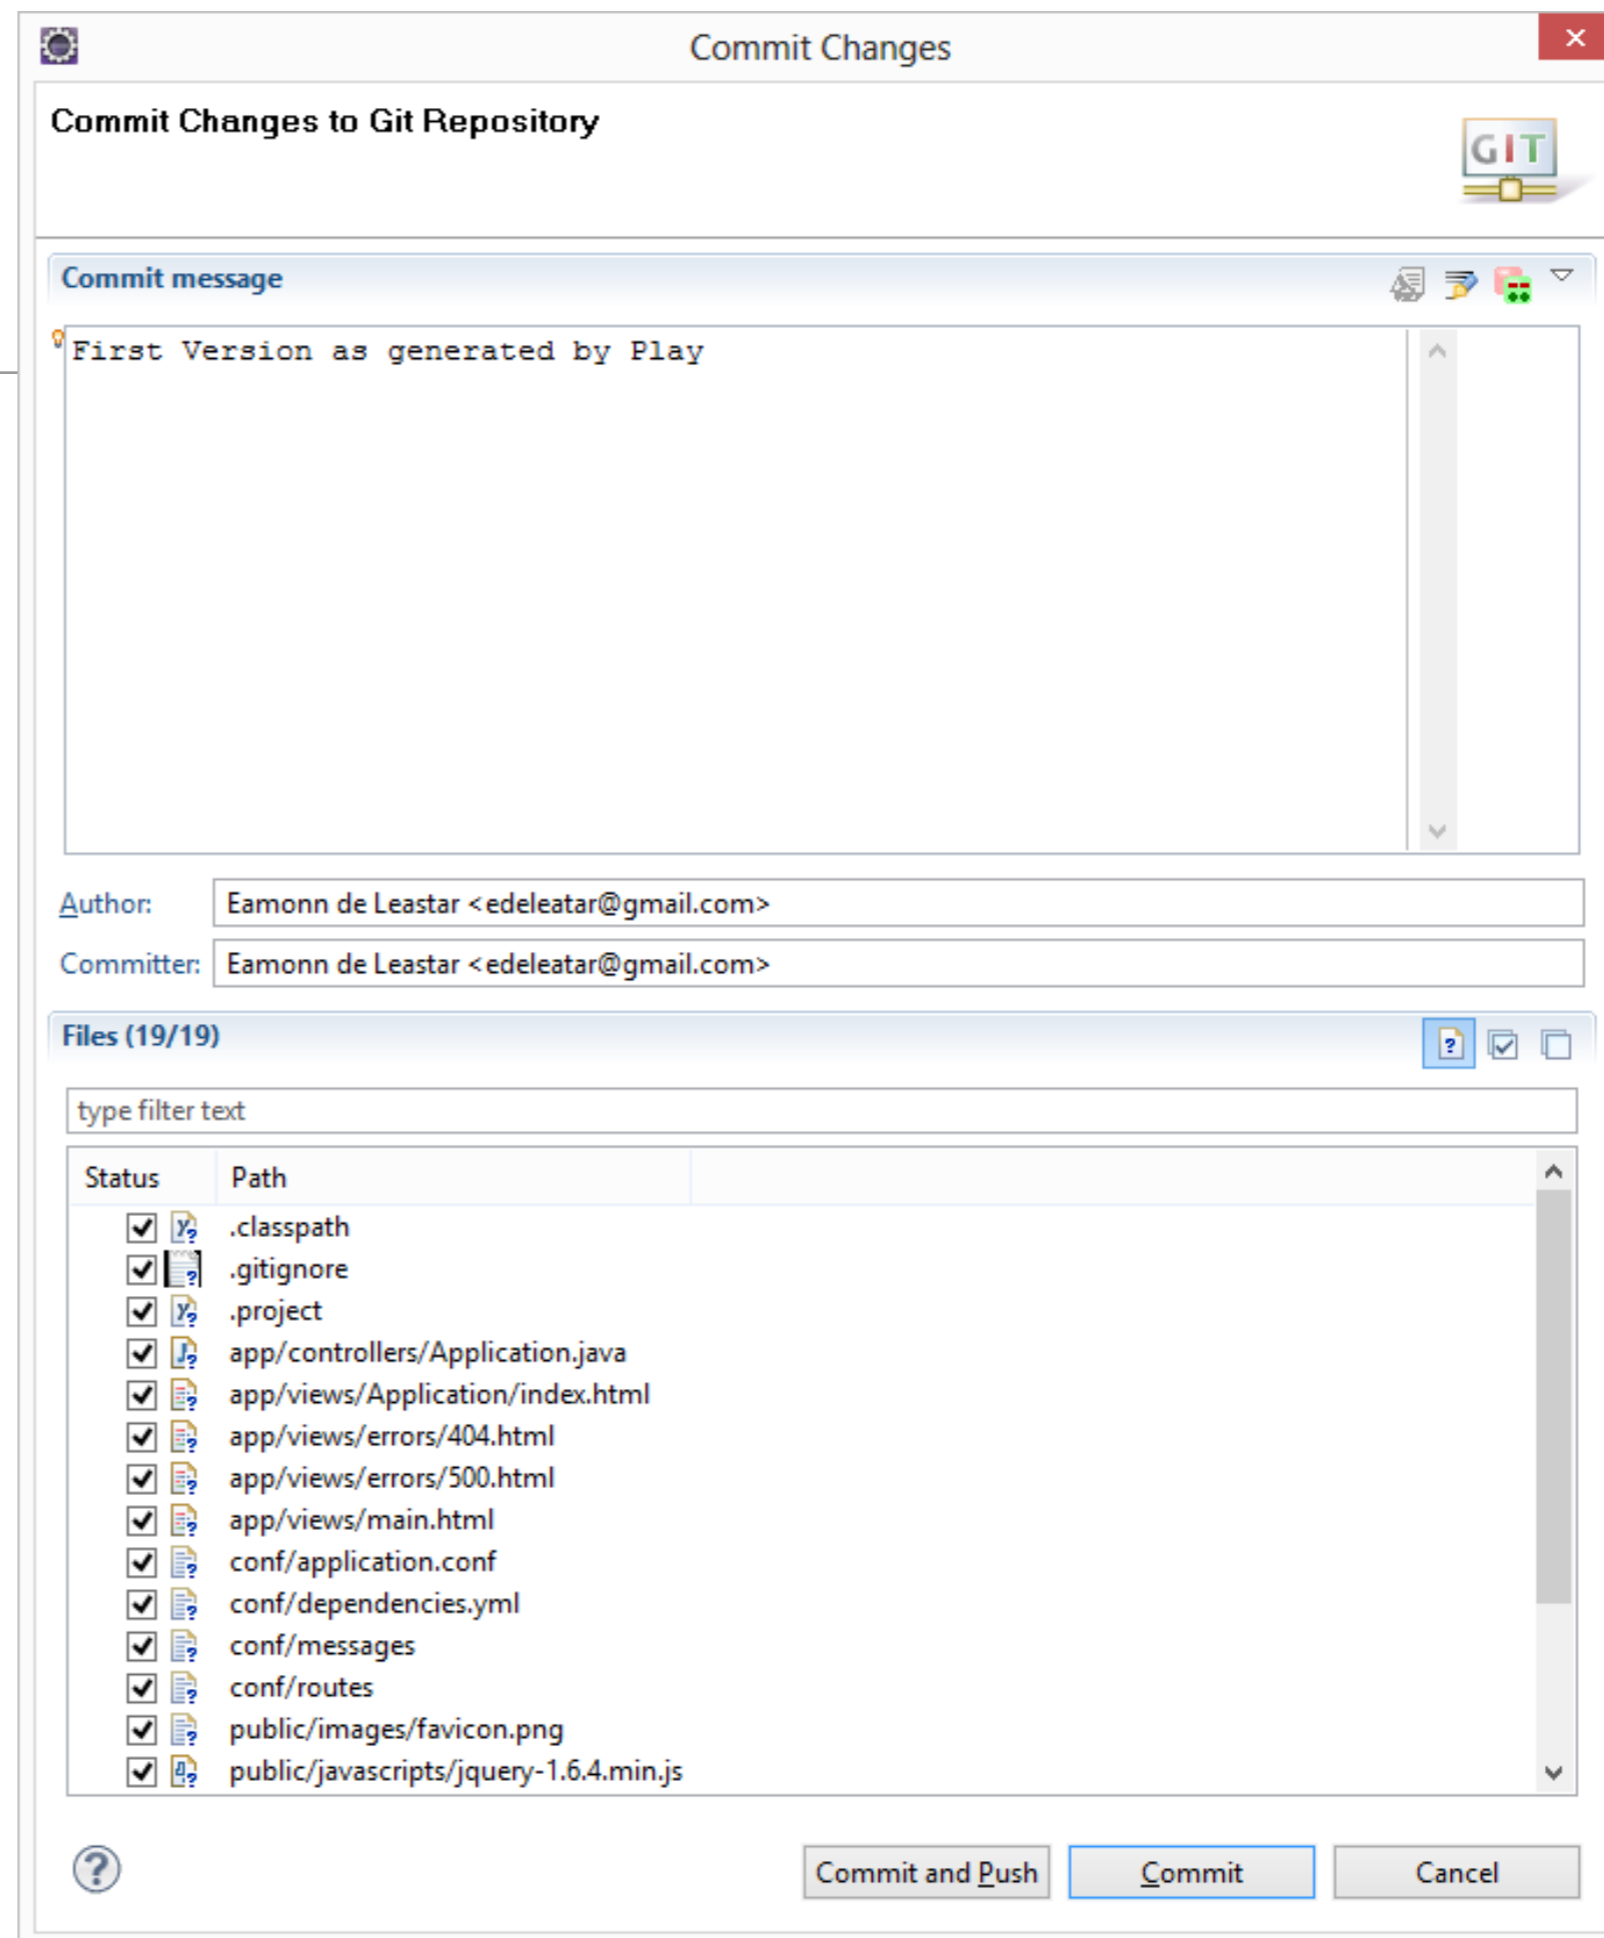 Commit Changes
Commit Changes to Git Repository
GIT
Commit message
First Version as generated by Play
Author: Eamonn de Leastar <edeleatar@gmail.com>
Committer: Eamonn de Leastar <edeleatar@gmail.com>
Files (19/19)
type filter text
Status Path
.classpath
.gitignore
.project
app/controllers/Application.java
app/views/Application/index.html
app/views/errors/404.html
app/views/errors/500.html
app/views/main.html
conf/application.conf
conf/dependencies.yml
conf/messages
conf/routes
public/images/favicon.png
public/javascripts/jquery-1.6.4.min.js
Commit and Push Commit Cancel